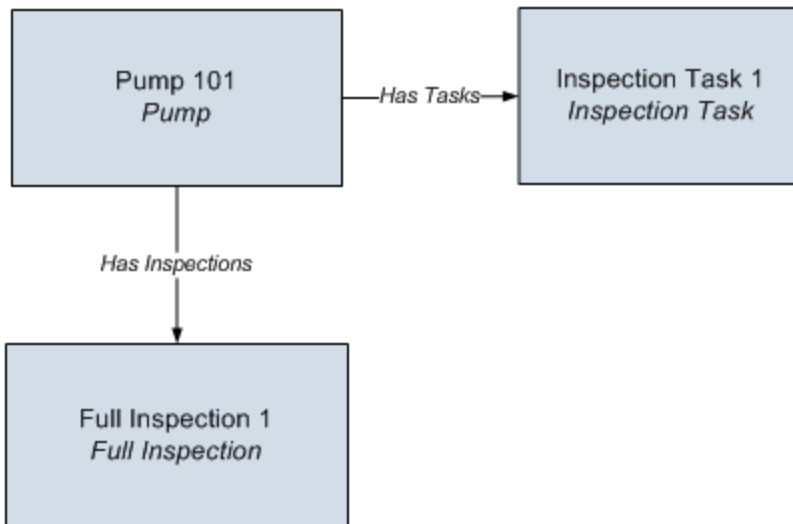 Pump 101
Pump
Has Tasks
Inspection Task 1
Inspection Task
Has Inspections
Full Inspection 1
Full Inspection